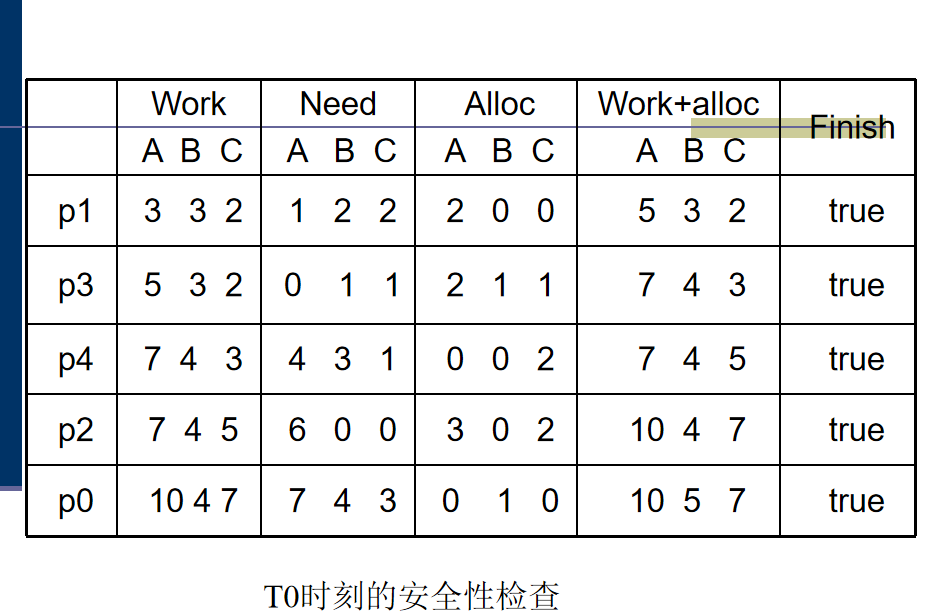 Work Need Alloc Work+alloc Finish
A B C A B C A B C A B C
p1 3 3 2 1 2 2 2 0 0 5 3 2 true
p3 5 3 2 0 1 1 2 1 1 7 4 3 true
p4 7 4 3 4 3 1 0 0 2 7 4 5 true
p2 7 4 5 6 0 0 3 0 2 10 4 7 true
p0 10 4 7 7 4 3 0 1 0 10 5 7 true
T0时刻的安全性检查